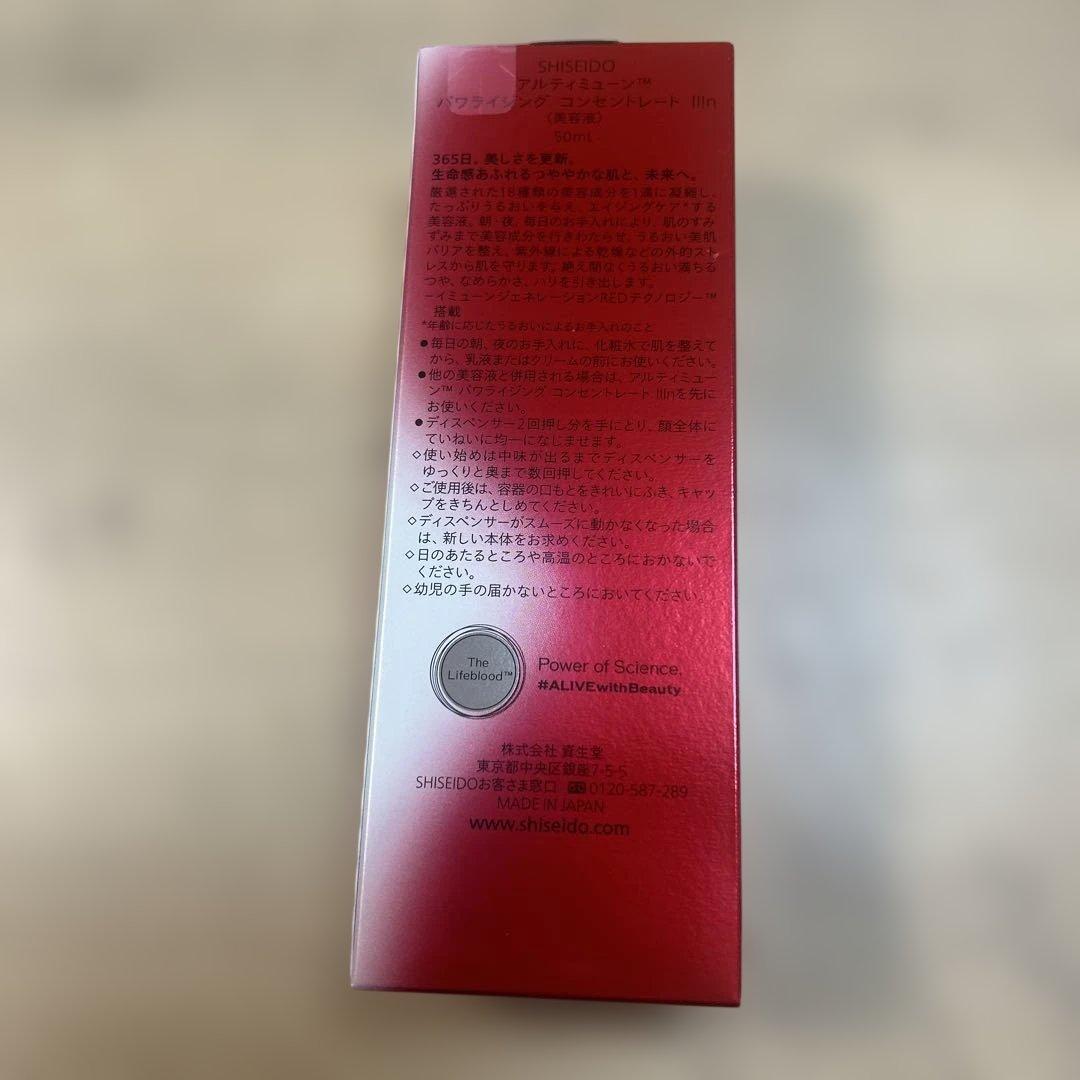 SHISEIDO
アルティミューン™
パワライジング コンセントレート IIIn
〈美容液〉
50mL
365日。美しさを更新。
生命感あふれるつややかな肌と、未来へ。
厳選された18種類の美容成分を1滴に凝縮し、
たっぷりうるおいを与え、エイジングケア*する
美容液。朝・夜、毎日のお手入れにより、肌のすみ
ずみまで美容成分を行きわたらせ、うるおい美肌
バリアを整え、紫外線による乾燥などの外的スト
レスから肌を守ります。絶え間なくうるおい満ちる
つや、なめらかさ、ハリを引き出します。
ーイミューンジェネレーションREDテクノロジー™
搭載
*年齢に応じたうるおいによるお手入れのこと
●毎日の朝、夜のお手入れに、化粧水で肌を整えて
から、乳液またはクリームの前にお使いください。
●他の美容液と併用される場合は、アルティミュー
ン™ パワライジング コンセントレート IIInを先に
お使いください。
●ディスペンサー2回押し分を手にとり、顔全体に
ていねいに均一になじませます。
◇使い始めは中味が出るまでディスペンサーを
ゆっくりと奥まで数回押してください。
◇ご使用後は、容器の口もとをきれいにふき、キャッ
プをきちんとしめてください。
◇ディスペンサーがスムーズに動かなくなった場合
は、新しい本体をお求めください。
◇日のあたるところや高温のところにおかないで
ください。
◇幼児の手の届かないところにおいてください。
The
Lifeblood™
Power of Science.
#ALIVEwithBeauty
株式会社 資生堂
東京都中央区銀座7-5-5
SHISEIDOお客さま窓口 0120-587-289
MADE IN JAPAN
www.shiseido.com